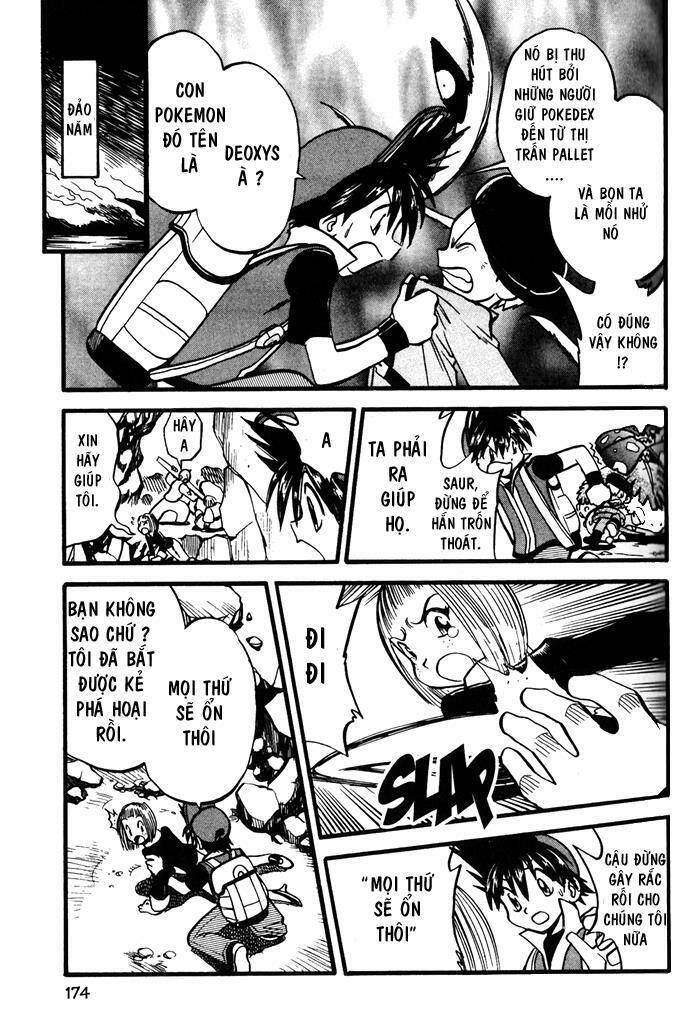 NÓ BỊ THU
HÚT BỞI
NHỮNG NGƯỜI
GIỮ POKEDEX
ĐẾN TỪ THỊ
TRẤN PALLET
....
VÀ BỌN TA
LÀ MỒI NHỬ
NÓ
CÓ ĐÚNG
VẬY KHÔNG
!?
CON
POKEMON
ĐÓ TÊN
LÀ
DEOXYS
À ?
ĐẢO
NĂM
TA PHẢI
RA
GIÚP
HỌ.
SAUR,
ĐỪNG ĐỂ
HẮN TRỐN
THOÁT.
A
HÂY
A
XIN
HÃY
GIÚP
TÔI.
ĐI
ĐI
SLAP
BẠN KHÔNG
SAO CHỨ ?
TÔI ĐÃ BẮT
ĐƯỢC KẺ
PHÁ HOẠI
RỒI.
MỌI THỨ
SẼ ỔN
THÔI
CẬU ĐỪNG
GÂY RẮC
RỐI CHO
CHÚNG TÔI
NỮA
“MỌI THỨ
SẼ ỔN
THÔI”
174